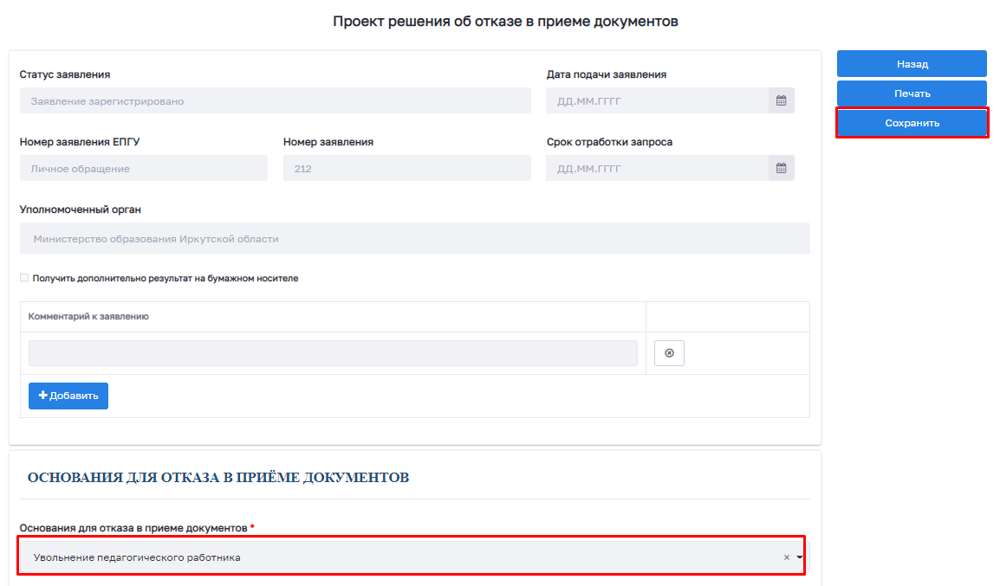 Проект решения об отказе в приеме документов
Назад
Печать
Сохранить
Статус заявления
Дата подачи заявления
Заявление зарегистрировано
ДД.ММ.ГГГГ
Номер заявления ЕПГУ
Номер заявления
Срок отработки запроса
Личное обращение
212
ДД.ММ.ГГГГ
Уполномоченный орган
Министерство образования Иркутской области
Получить дополнительно результат на бумажном носителе
Комментарий к заявлению
Добавить
ОСНОВАНИЯ ДЛЯ ОТКАЗА В ПРИЁМЕ ДОКУМЕНТОВ
Основания для отказа в приеме документов *
Увольнение педагогического работника